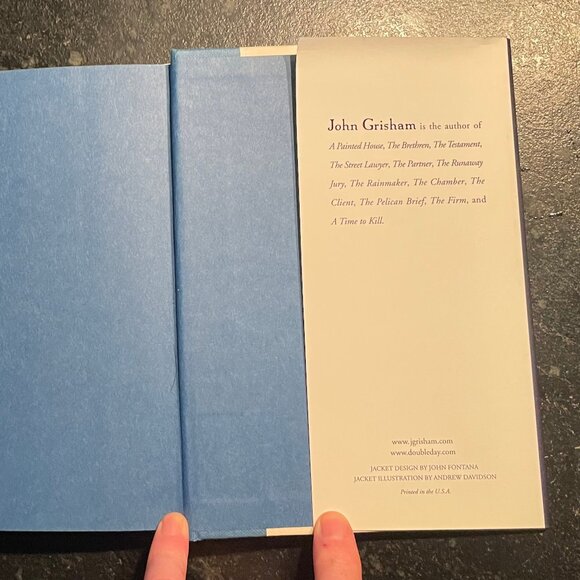 John Grisham is the author of
A Painted House, The Brethren, The Testament,
The Street Lawyer, The Partner, The Runaway
Jury, The Rainmaker, The Chamber, The
Client, The Pelican Brief, The Firm, and
A Time to Kill.
www.jgrisham.com
www.doubleday.com
JACKET DESIGN BY JOHN FONTANA
JACKET ILLUSTRATION BY ANDREW DAVIDSON
Printed in the U.S.A.